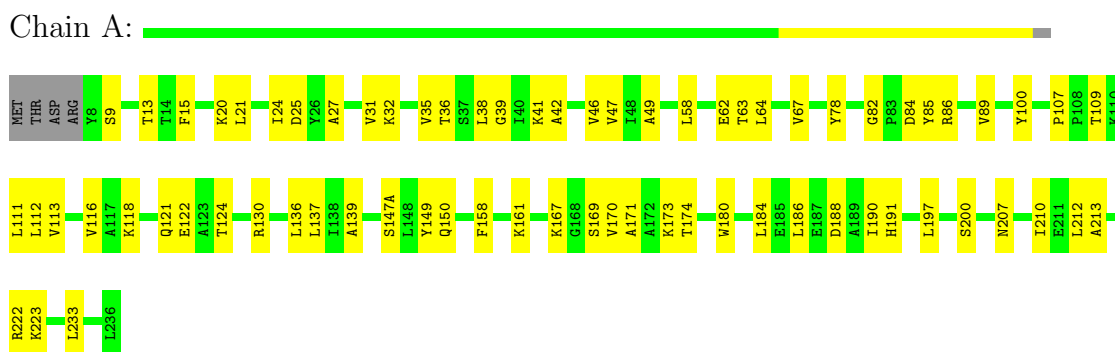 Chain A:
MET THR ASP ARG Y8 S9 T13 T14 F15 K20 L21 I24 D25 Y26 A27 V31 K32 V35 T36 S37 L38 G39 I40 K41 A42 V46 V47 I48 A49 L58 E62 T63 L64 V67 Y78 G82 P83 D84 Y85 R86 V89 Y100 P107 P108 T109 K110
L111 L112 V113 V116 A117 K118 Q121 E122 A123 T124 R130 L136 L137 I138 A139 S147A L148 Y149 Q150 F158 K161 K167 G168 S169 V170 A171 A172 K173 T174 W180 L184 E185 L186 E187 D188 A189 I190 H191 L197 S200 N207 I210 E211 L212 A213
R222 K223 L233 L236